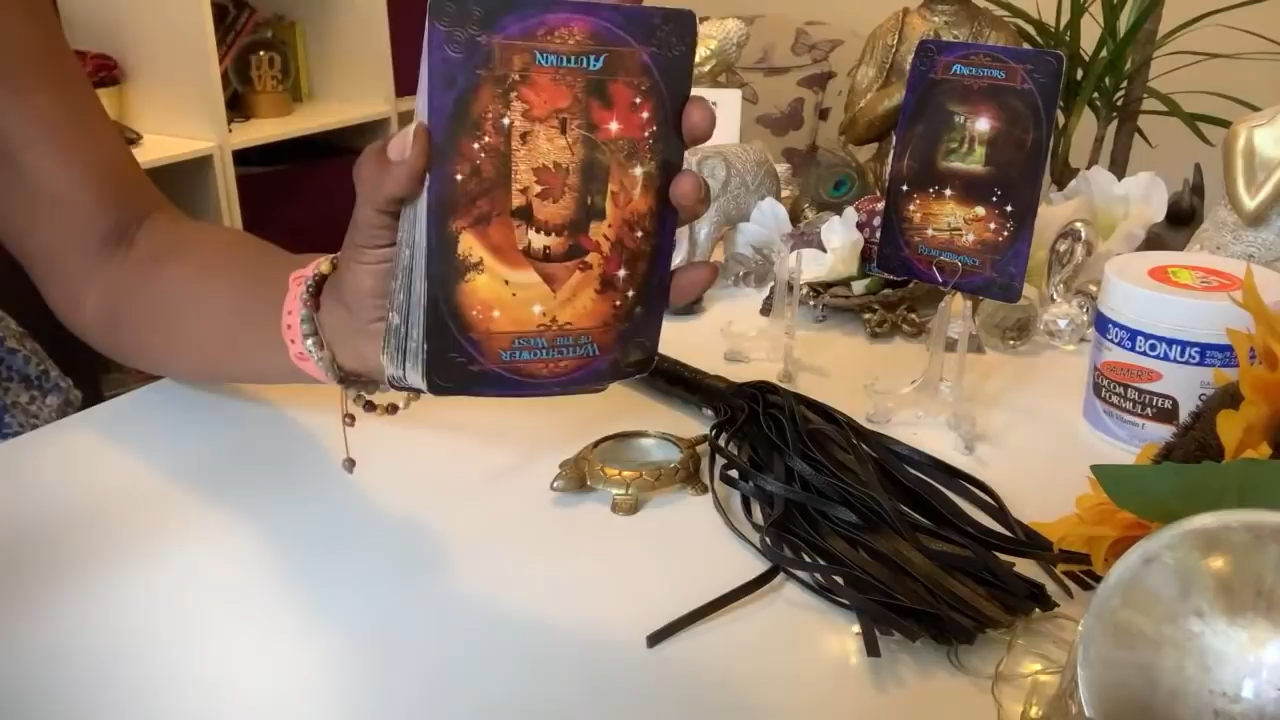 LOVE
AUTUMN
WATCHTOWER
OF THE WEST
ANCESTORS
REMEMBRANCE
30% BONUS
PALMER'S
COCOA BUTTER
FORMULA
with Vitamin E